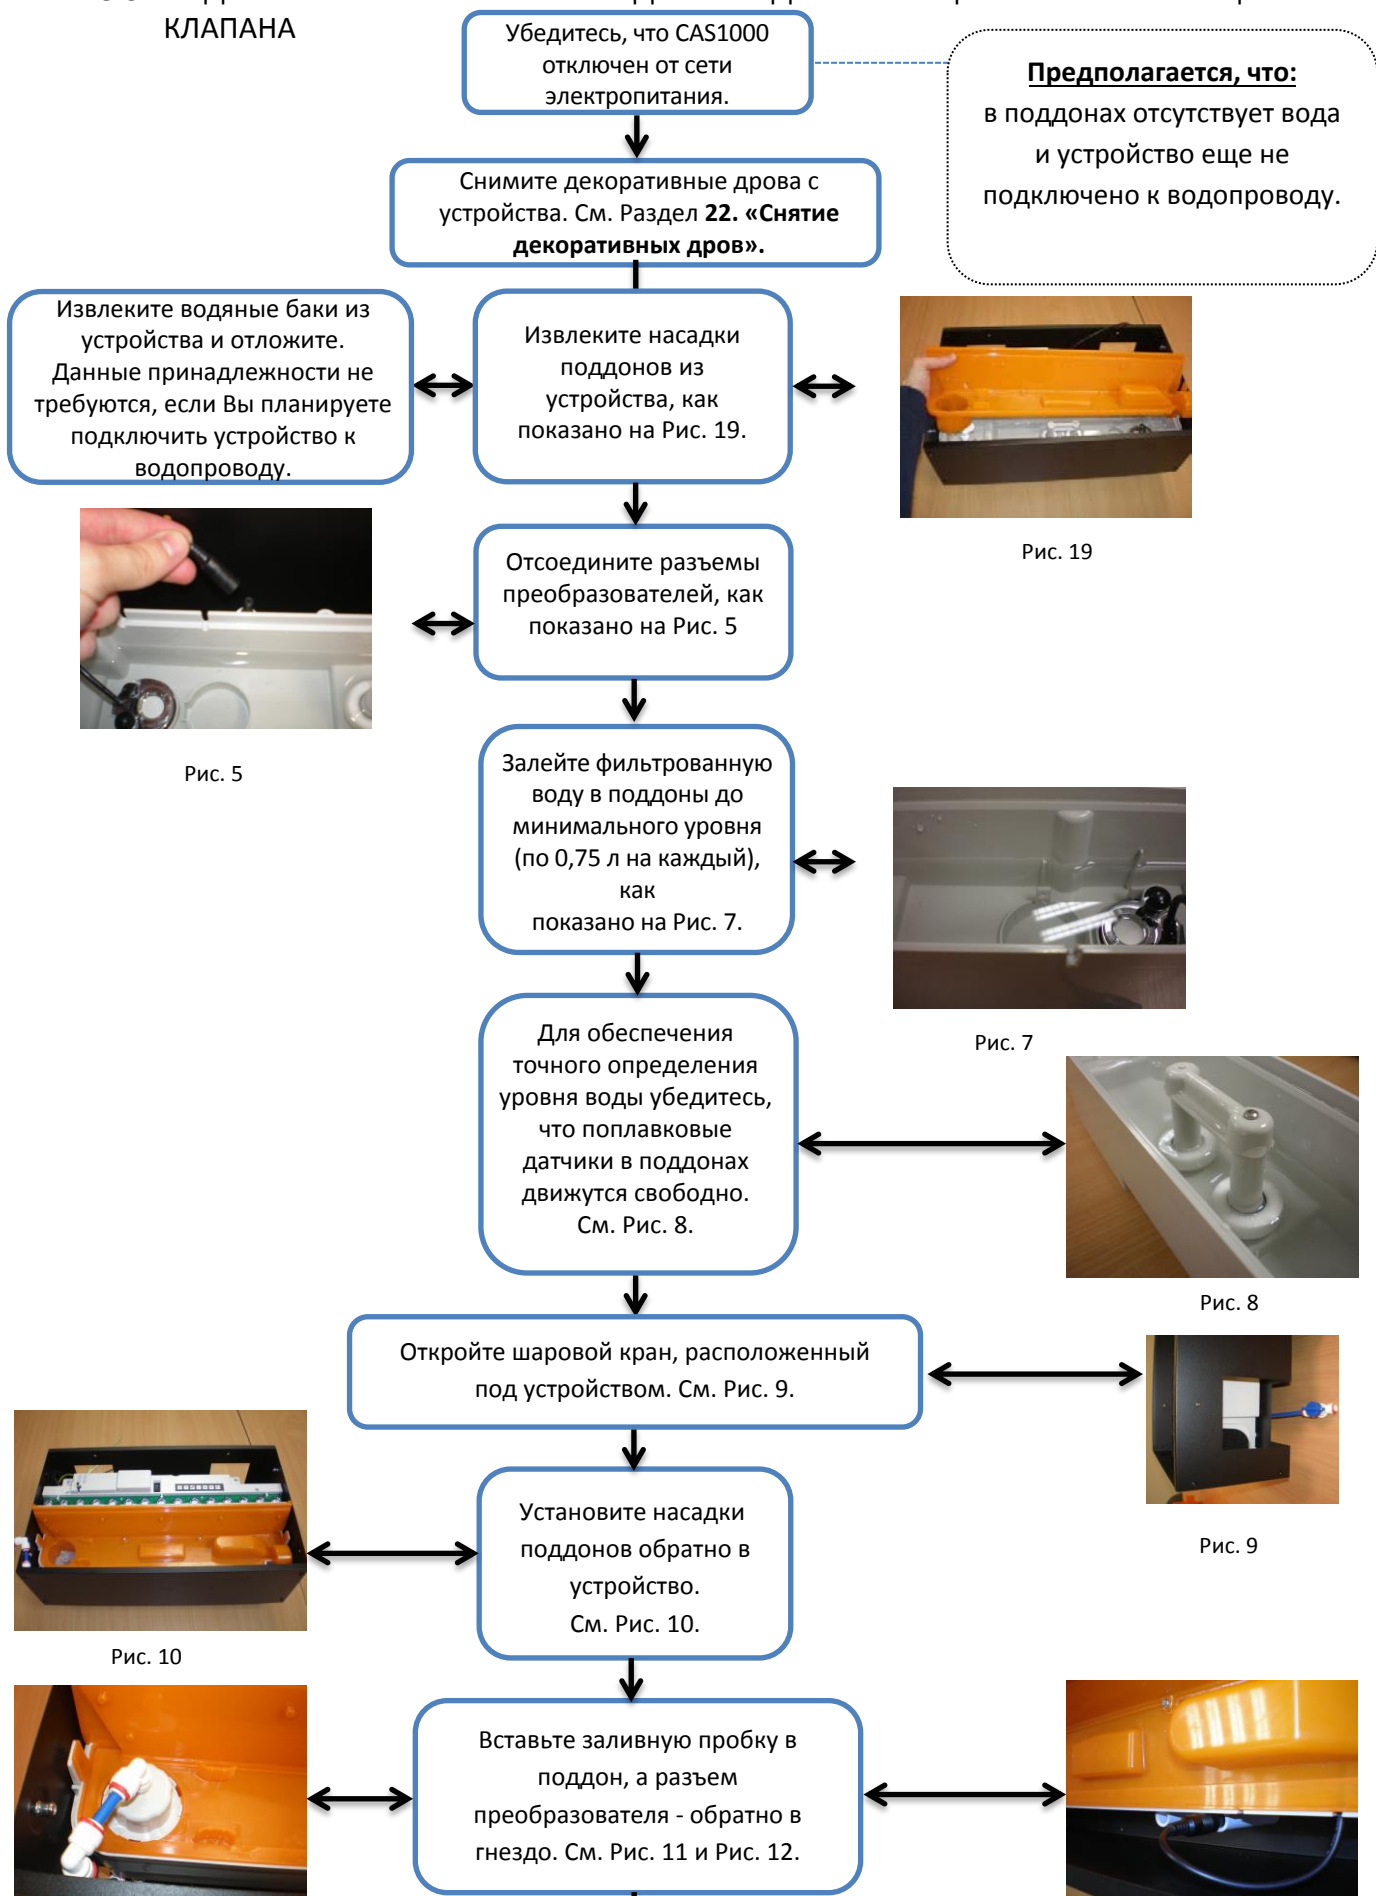 КЛАПАНА
Убедитесь, что CAS1000
отключен от сети
электропитания.
Предполагается, что:
в поддонах отсутствует вода
и устройство еще не
подключено к водопроводу.
Снимите декоративные дрова с
устройства. См. Раздел 22. «Снятие
декоративных дров».
Извлеките водяные баки из
устройства и отложите.
Данные принадлежности не
требуются, если Вы планируете
подключить устройство к
водопроводу.
Извлеките насадки
поддонов из
устройства, как
показано на Рис. 19.
Рис. 19
Отсоедините разъемы
преобразователей, как
показано на Рис. 5
Рис. 5
Залейте фильтрованную
воду в поддоны до
минимального уровня
(по 0,75 л на каждый),
как
показано на Рис. 7.
Рис. 7
Для обеспечения
точного определения
уровня воды убедитесь,
что поплавковые
датчики в поддонах
движутся свободно.
См. Рис. 8.
Рис. 8
Откройте шаровой кран, расположенный
под устройством. См. Рис. 9.
Рис. 9
Установите насадки
поддонов обратно в
устройство.
См. Рис. 10.
Рис. 10
Вставьте заливную пробку в
поддон, а разъем
преобразователя - обратно в
гнездо. См. Рис. 11 и Рис. 12.